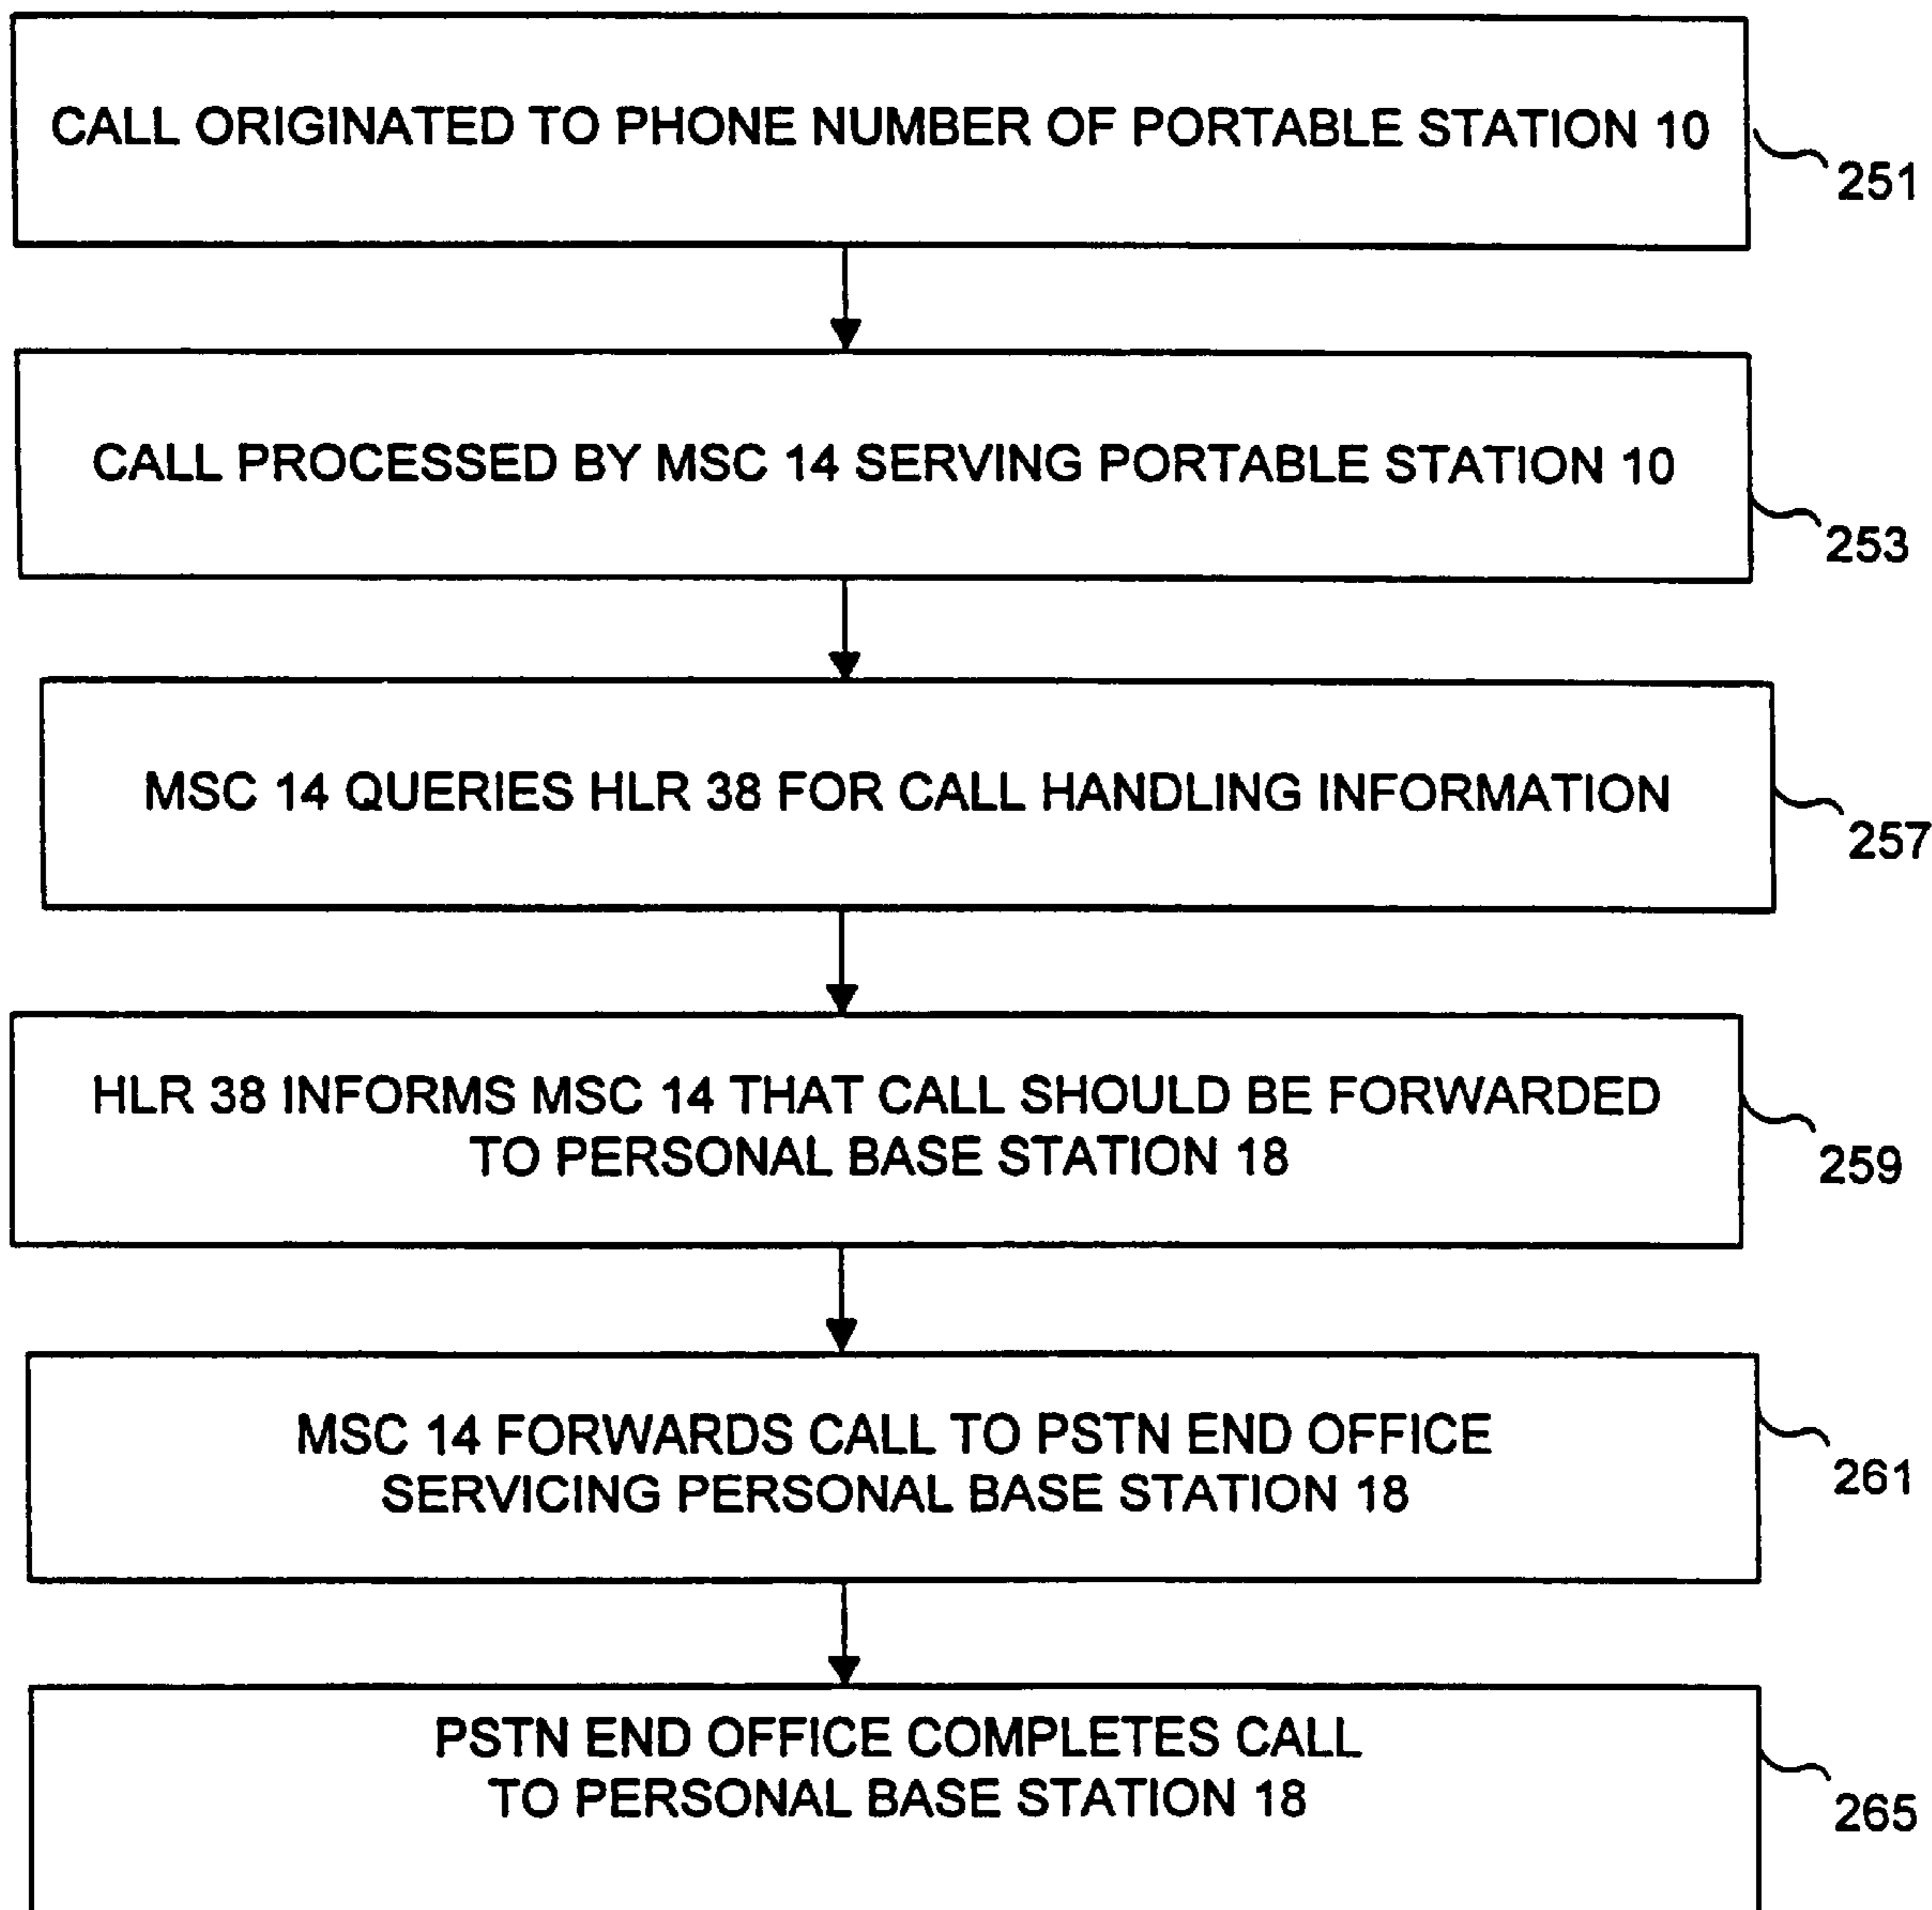 CALL ORIGINATED TO PHONE NUMBER OF PORTABLE STATION 10
251
CALL PROCESSED BY MSC 14 SERVING PORTABLE STATION 10
253
MSC 14 QUERIES HLR 38 FOR CALL HANDLING INFORMATION
257
HLR 38 INFORMS MSC 14 THAT CALL SHOULD BE FORWARDED
TO PERSONAL BASE STATION 18
259
MSC 14 FORWARDS CALL TO PSTN END OFFICE
SERVICING PERSONAL BASE STATION 18
261
PSTN END OFFICE COMPLETES CALL
TO PERSONAL BASE STATION 18
265